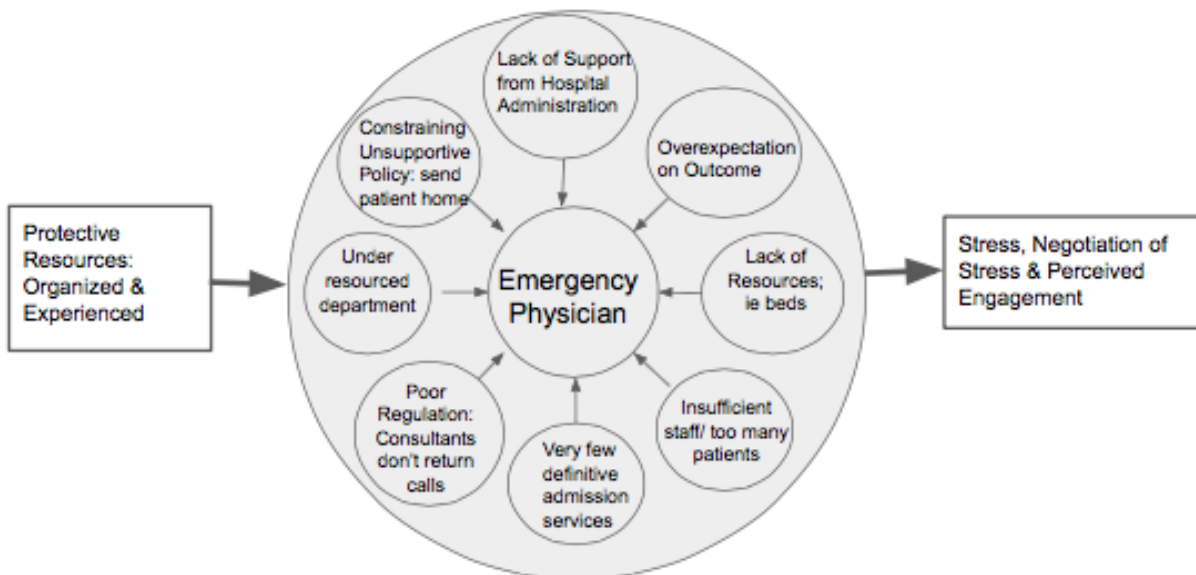 Lack of Support
from Hospital
Administration
Constraining
Unsupportive
Policy: send
patient home
Overexpectation
on Outcome
Protective
Resources:
Organized &
Experienced
Under
resourced
department
Emergency
Physician
Lack of
Resources;
ie beds
Stress, Negotiation of
Stress & Perceived
Engagement
Poor
Regulation:
Consultants
don't return
calls
Very few
definitive
admission
services
Insufficient
staff/ too many
patients